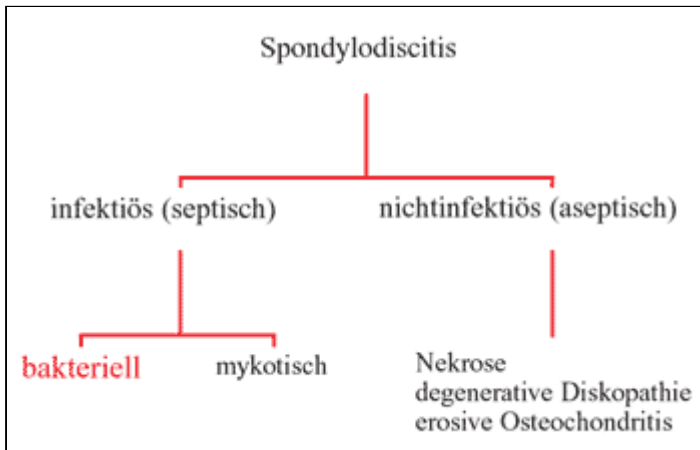 Spondylodiscitis
infektiös (septisch)
nichtinfektiös (aseptisch)
bakteriell
mykotisch
Nekrose
degenerative Diskopathie
erosive Osteochondritis